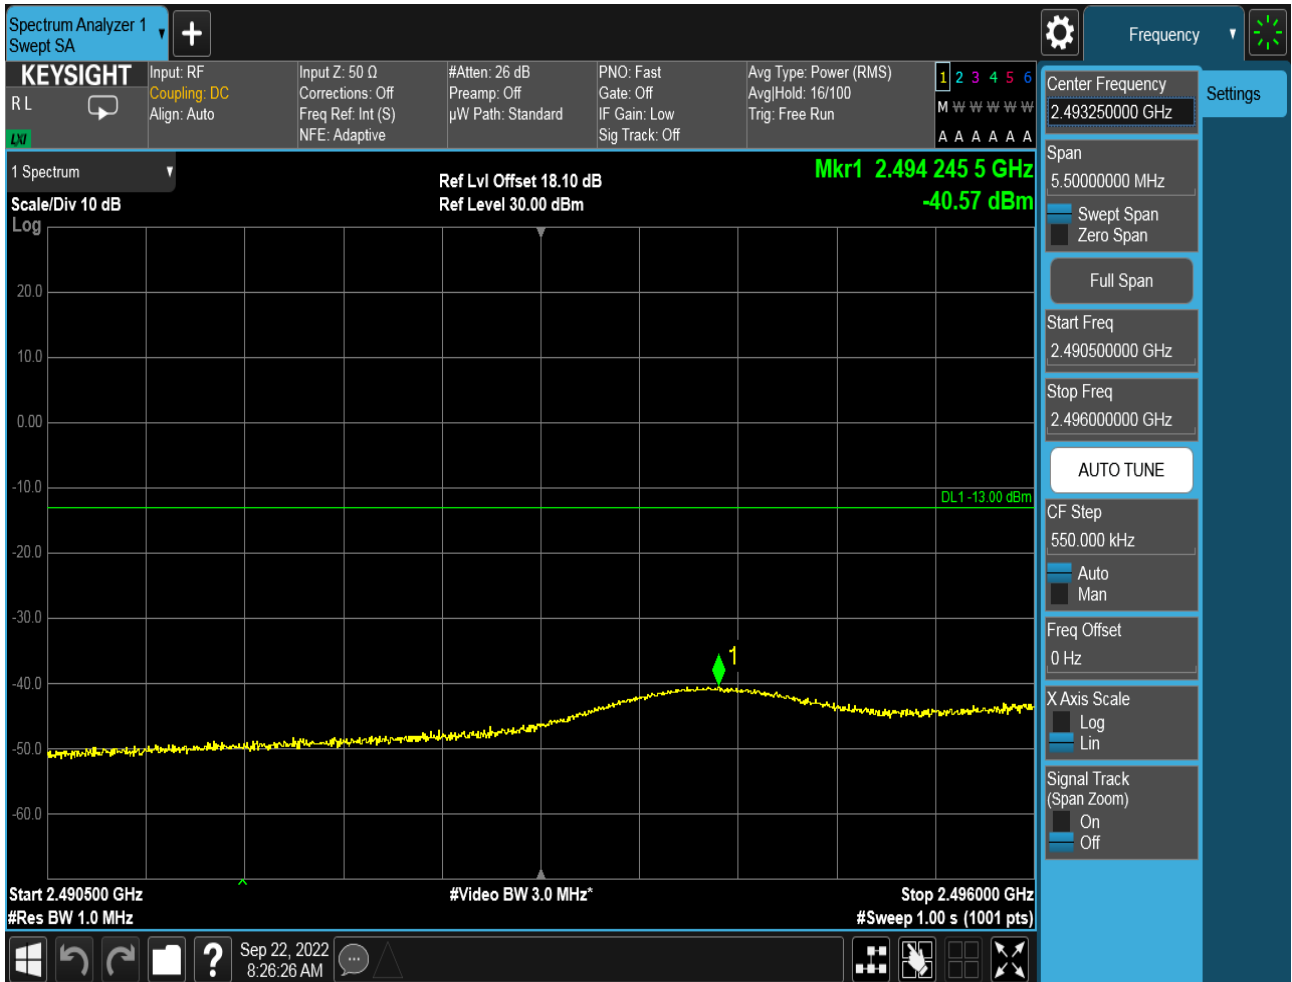 Spectrum Analyzer 1
Swept SA
Frequency
KEYSIGHT
R L
LXI
Input: RF
Coupling: DC
Align: Auto
Input Z: 50 Ω
Corrections: Off
Freq Ref: Int (S)
NFE: Adaptive
#Atten: 26 dB
Preamp: Off
µW Path: Standard
PNO: Fast
Gate: Off
IF Gain: Low
Sig Track: Off
Avg Type: Power (RMS)
Avg|Hold: 16/100
Trig: Free Run
1 2 3 4 5 6
M W W W W W
A A A A A A
1 Spectrum
Scale/Div 10 dB
Log
Ref Lvl Offset 18.10 dB
Ref Level 30.00 dBm
Mkr1 2.494 245 5 GHz
-40.57 dBm
20.0
10.0
0.00
-10.0
DL1 -13.00 dBm
-20.0
-30.0
1
-40.0
-50.0
-60.0
Start 2.490500 GHz
#Res BW 1.0 MHz
#Video BW 3.0 MHz*
Stop 2.496000 GHz
#Sweep 1.00 s (1001 pts)
Center Frequency
2.493250000 GHz
Settings
Span
5.50000000 MHz
Swept Span
Zero Span
Full Span
Start Freq
2.490500000 GHz
Stop Freq
2.496000000 GHz
AUTO TUNE
CF Step
550.000 kHz
Auto
Man
Freq Offset
0 Hz
X Axis Scale
Log
Lin
Signal Track
(Span Zoom)
On
Off
?
Sep 22, 2022
8:26:26 AM